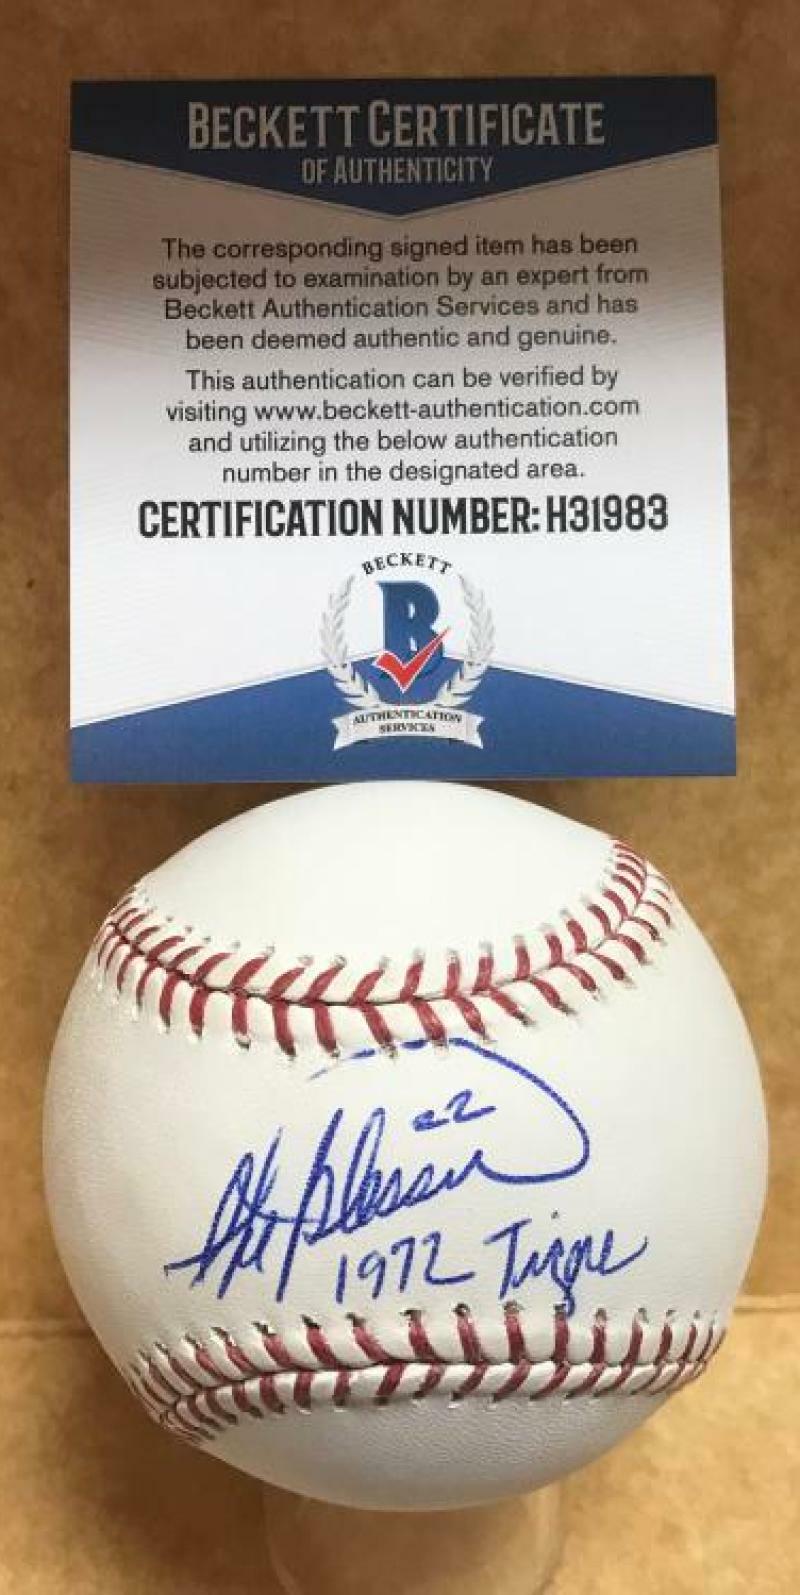 BECKETT CERTIFICATE
OF AUTHENTICITY
The corresponding signed item has been
subjected to examination by an expert from
Beckett Authentication Services and has
been deemed authentic and genuine.
This authentication can be verified by
visiting www.beckett-authentication.com
and utilizing the below authentication
number in the designated area.
CERTIFICATION NUMBER: H31983
BECKETT
B
AUTHENTICATION
SERVICES
22
1972 Tigre